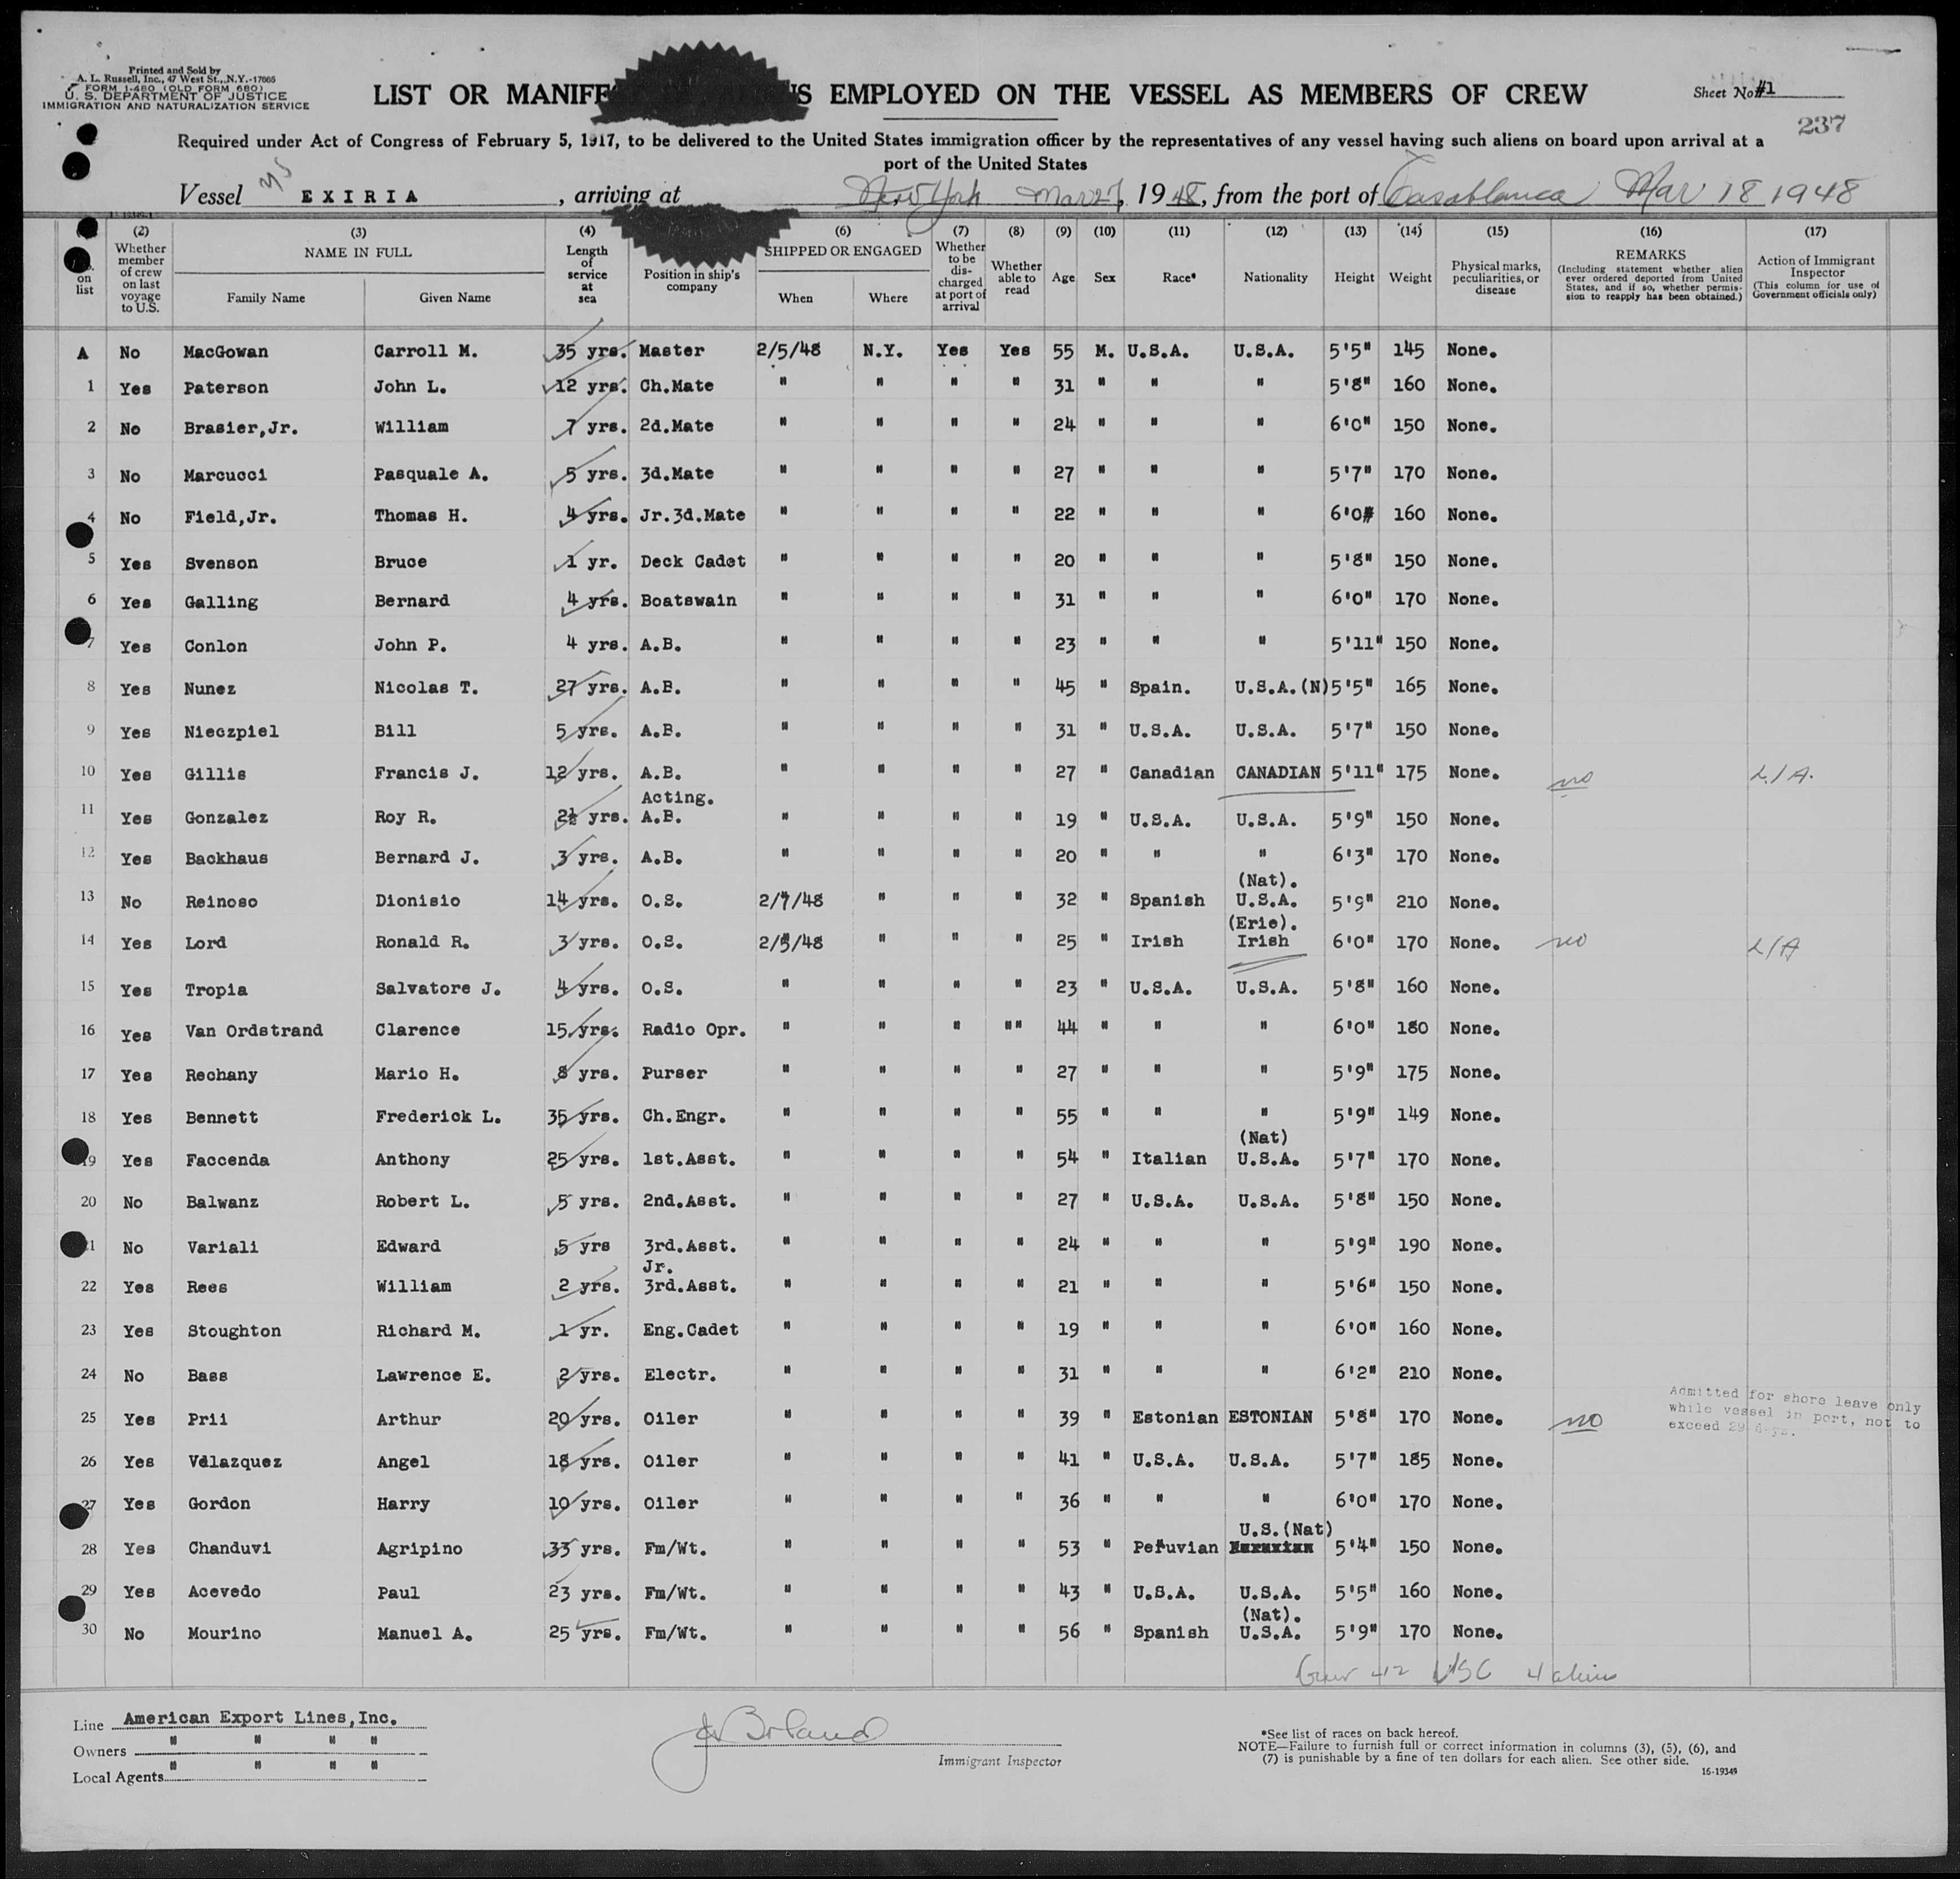 Printed and Sold by
A. L. Russell, Inc., 47 West St., N.Y.-17665
FORM I-480 (OLD FORM 680)
U. S. DEPARTMENT OF JUSTICE
IMMIGRATION AND NATURALIZATION SERVICE
LIST OR MANIFEST EMPLOYED ON THE VESSEL AS MEMBERS OF CREW
Sheet No. #1
237
Required under Act of Congress of February 5, 1917, to be delivered to the United States immigration officer by the representatives of any vessel having such aliens on board upon arrival at a
port of the United States
Vessel EXIRIA, arriving at New York Mar 27, 1948, from the port of Casablanca Mar 18 1948
on list
(2) Whether member of crew on last voyage to U.S.
(3) NAME IN FULL Family Name Given Name
(4) Length of service at sea
Position in ship's company
(6) SHIPPED OR ENGAGED When Where
(7) Whether to be discharged at port of arrival
(8) Whether able to read
(9) Age
(10) Sex
(11) Race*
(12) Nationality
(13) Height
(14) Weight
(15) Physical marks, peculiarities, or disease
(16) REMARKS (Including statement whether alien ever ordered deported from United States, and if so, whether permission to reapply has been obtained.)
(17) Action of Immigrant Inspector (This column for use of Government officials only)
A No MacGowan Carroll M. 35 yrs. Master 2/5/48 N.Y. Yes Yes 55 M. U.S.A. U.S.A. 5'5" 145 None.
1 Yes Paterson John L. 12 yrs. Ch.Mate " " " " 31 " " " 5'8" 160 None.
2 No Brasier,Jr. William 7 yrs. 2d.Mate " " " " 24 " " " 6'0" 150 None.
3 No Marcucci Pasquale A. 5 yrs. 3d.Mate " " " " 27 " " " 5'7" 170 None.
4 No Field,Jr. Thomas H. 4 yrs. Jr.3d.Mate " " " " 22 " " " 6'0# 160 None.
5 Yes Svenson Bruce 1 yr. Deck Cadet " " " " 20 " " " 5'8" 150 None.
6 Yes Galling Bernard 4 yrs. Boatswain " " " " 31 " " " 6'0" 170 None.
7 Yes Conlon John P. 4 yrs. A.B. " " " " 23 " " " 5'11" 150 None.
8 Yes Nunez Nicolas T. 27 yrs. A.B. " " " " 45 " Spain. U.S.A.(N) 5'5" 165 None.
9 Yes Nieczpiel Bill 5 yrs. A.B. " " " " 31 " U.S.A. U.S.A. 5'7" 150 None.
10 Yes Gillis Francis J. 12 yrs. A.B. " " " " 27 " Canadian CANADIAN 5'11" 175 None. no L/A.
Acting.
11 Yes Gonzalez Roy R. 2½ yrs. A.B. " " " " 19 " U.S.A. U.S.A. 5'9" 150 None.
12 Yes Backhaus Bernard J. 3 yrs. A.B. " " " " 20 " " " 6'3" 170 None.
(Nat).
13 No Reinoso Dionisio 14 yrs. O.S. 2/7/48 " " " 32 " Spanish U.S.A. 5'9" 210 None.
(Erie).
14 Yes Lord Ronald R. 3 yrs. O.S. 2/5/48 " " " 25 " Irish Irish 6'0" 170 None. no L/A
15 Yes Tropia Salvatore J. 4 yrs. O.S. " " " " 23 " U.S.A. U.S.A. 5'8" 160 None.
16 Yes Van Ordstrand Clarence 15 yrs. Radio Opr. " " " "" 44 " " " 6'0" 180 None.
17 Yes Rechany Mario H. 8 yrs. Purser " " " " 27 " " " 5'9" 175 None.
18 Yes Bennett Frederick L. 35 yrs. Ch.Engr. " " " " 55 " " " 5'9" 149 None.
(Nat)
19 Yes Faccenda Anthony 25 yrs. 1st.Asst. " " " " 54 " Italian U.S.A. 5'7" 170 None.
20 No Balwanz Robert L. 5 yrs. 2nd.Asst. " " " " 27 " U.S.A. U.S.A. 5'8" 150 None.
21 No Variali Edward 5 yrs 3rd.Asst. " " " " 24 " " " 5'9" 190 None.
Jr.
22 Yes Rees William 2 yrs. 3rd.Asst. " " " " 21 " " " 5'6" 150 None.
23 Yes Stoughton Richard M. 1 yr. Eng.Cadet " " " " 19 " " " 6'0" 160 None.
24 No Bass Lawrence E. 2 yrs. Electr. " " " " 31 " " " 6'2" 210 None.
25 Yes Prii Arthur 20 yrs. Oiler " " " " 39 " Estonian ESTONIAN 5'8" 170 None. no
Admitted for shore leave only
while vessel in port, not to
exceed 29 days.
26 Yes Velazquez Angel 18 yrs. Oiler " " " " 41 " U.S.A. U.S.A. 5'7" 185 None.
27 Yes Gordon Harry 10 yrs. Oiler " " " " 36 " " " 6'0" 170 None.
U.S.(Nat)
28 Yes Chanduvi Agripino 33 yrs. Fm/Wt. " " " " 53 " Peruvian 5'4" 150 None.
29 Yes Acevedo Paul 23 yrs. Fm/Wt. " " " " 43 " U.S.A. U.S.A. 5'5" 160 None.
(Nat).
30 No Mourino Manuel A. 25 yrs. Fm/Wt. " " " " 56 " Spanish U.S.A. 5'9" 170 None.
Crew 42 USC 4 aliens
Line American Export Lines,Inc.
Owners " " " "
Local Agents " " " "
Immigrant Inspector
*See list of races on back hereof.
NOTE—Failure to furnish full or correct information in columns (3), (5), (6), and
(7) is punishable by a fine of ten dollars for each alien. See other side.
16-19349